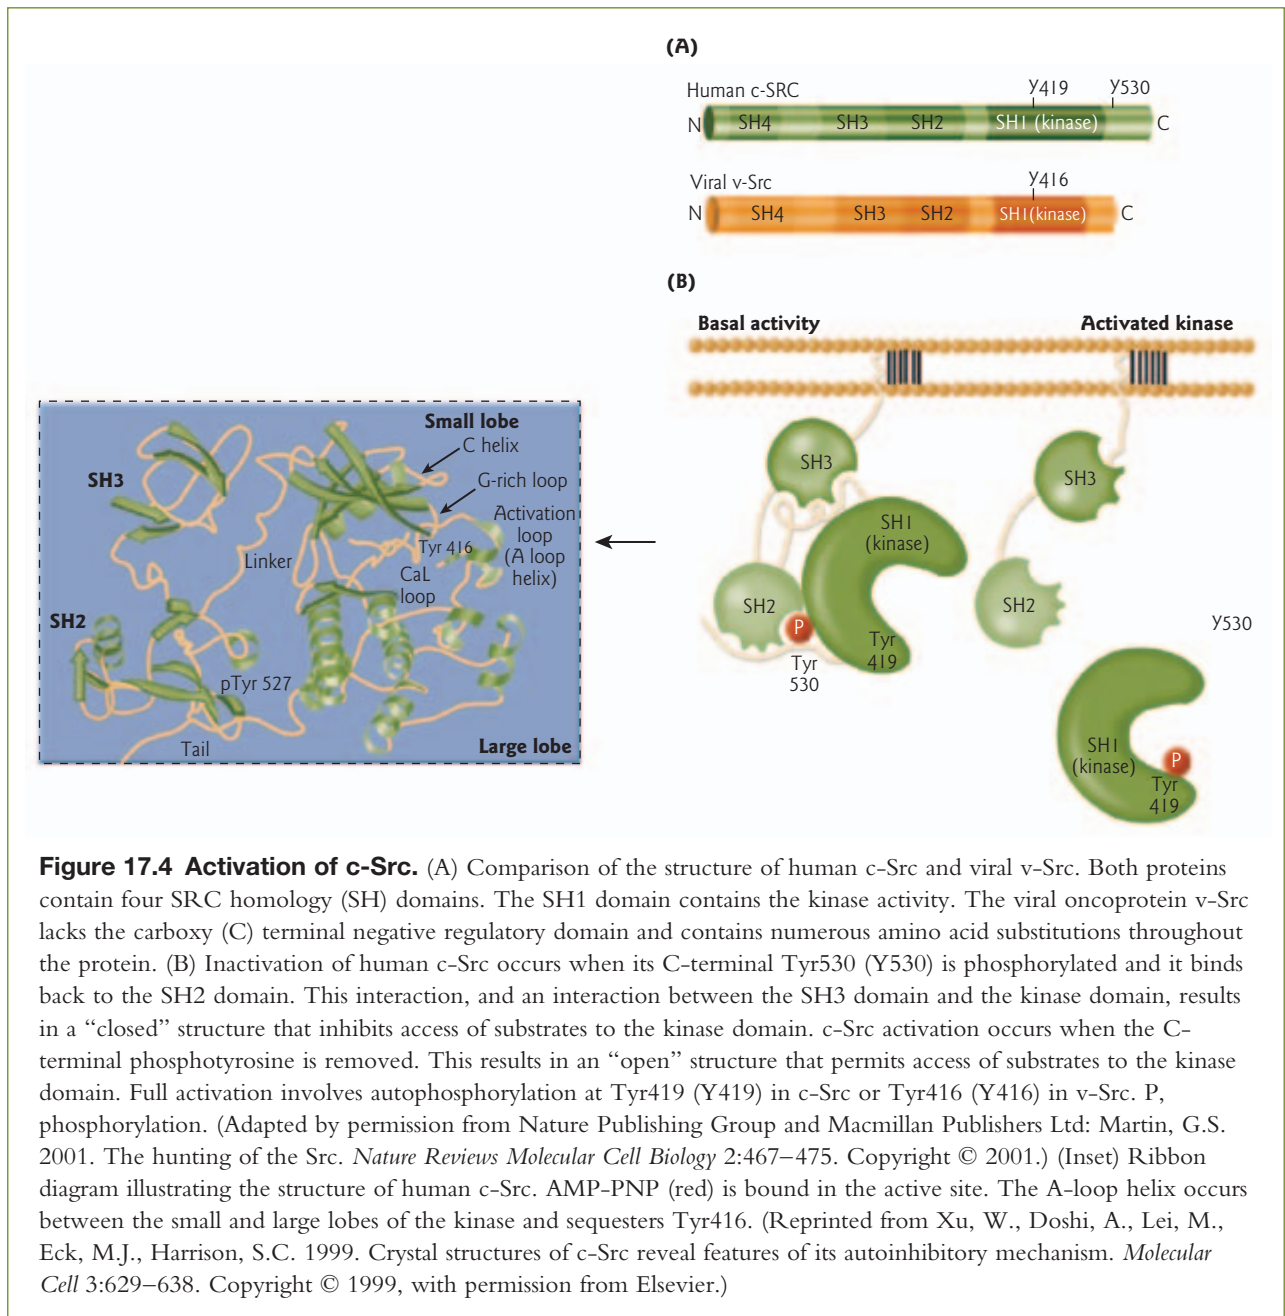 (A)
Human c-SRC
Y419
Y530
N
SH4
SH3
SH2
SH1 (kinase)
C
Viral v-Src
Y416
N
SH4
SH3
SH2
SH1(kinase)
C
(B)
Basal activity
Activated kinase
SH3
SH1
(kinase)
SH2
P
Tyr
530
Tyr
419
SH3
SH2
Y530
SH1
(kinase)
P
Tyr
419
Small lobe
C helix
SH3
G-rich loop
Activation
loop
(A loop
helix)
Tyr 416
Linker
CaL
loop
SH2
pTyr 527
Tail
Large lobe
Figure 17.4 Activation of c-Src. (A) Comparison of the structure of human c-Src and viral v-Src. Both proteins
contain four SRC homology (SH) domains. The SH1 domain contains the kinase activity. The viral oncoprotein v-Src
lacks the carboxy (C) terminal negative regulatory domain and contains numerous amino acid substitutions throughout
the protein. (B) Inactivation of human c-Src occurs when its C-terminal Tyr530 (Y530) is phosphorylated and it binds
back to the SH2 domain. This interaction, and an interaction between the SH3 domain and the kinase domain, results
in a “closed” structure that inhibits access of substrates to the kinase domain. c-Src activation occurs when the C-
terminal phosphotyrosine is removed. This results in an “open” structure that permits access of substrates to the kinase
domain. Full activation involves autophosphorylation at Tyr419 (Y419) in c-Src or Tyr416 (Y416) in v-Src. P,
phosphorylation. (Adapted by permission from Nature Publishing Group and Macmillan Publishers Ltd: Martin, G.S.
2001. The hunting of the Src. Nature Reviews Molecular Cell Biology 2:467–475. Copyright © 2001.) (Inset) Ribbon
diagram illustrating the structure of human c-Src. AMP-PNP (red) is bound in the active site. The A-loop helix occurs
between the small and large lobes of the kinase and sequesters Tyr416. (Reprinted from Xu, W., Doshi, A., Lei, M.,
Eck, M.J., Harrison, S.C. 1999. Crystal structures of c-Src reveal features of its autoinhibitory mechanism. Molecular
Cell 3:629–638. Copyright © 1999, with permission from Elsevier.)